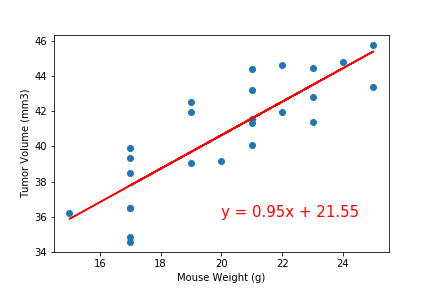 46
44
42
40
38
36
34
Tumor Volume (mm3)
y = 0.95x + 21.55
16 18 20 22 24
Mouse Weight (g)